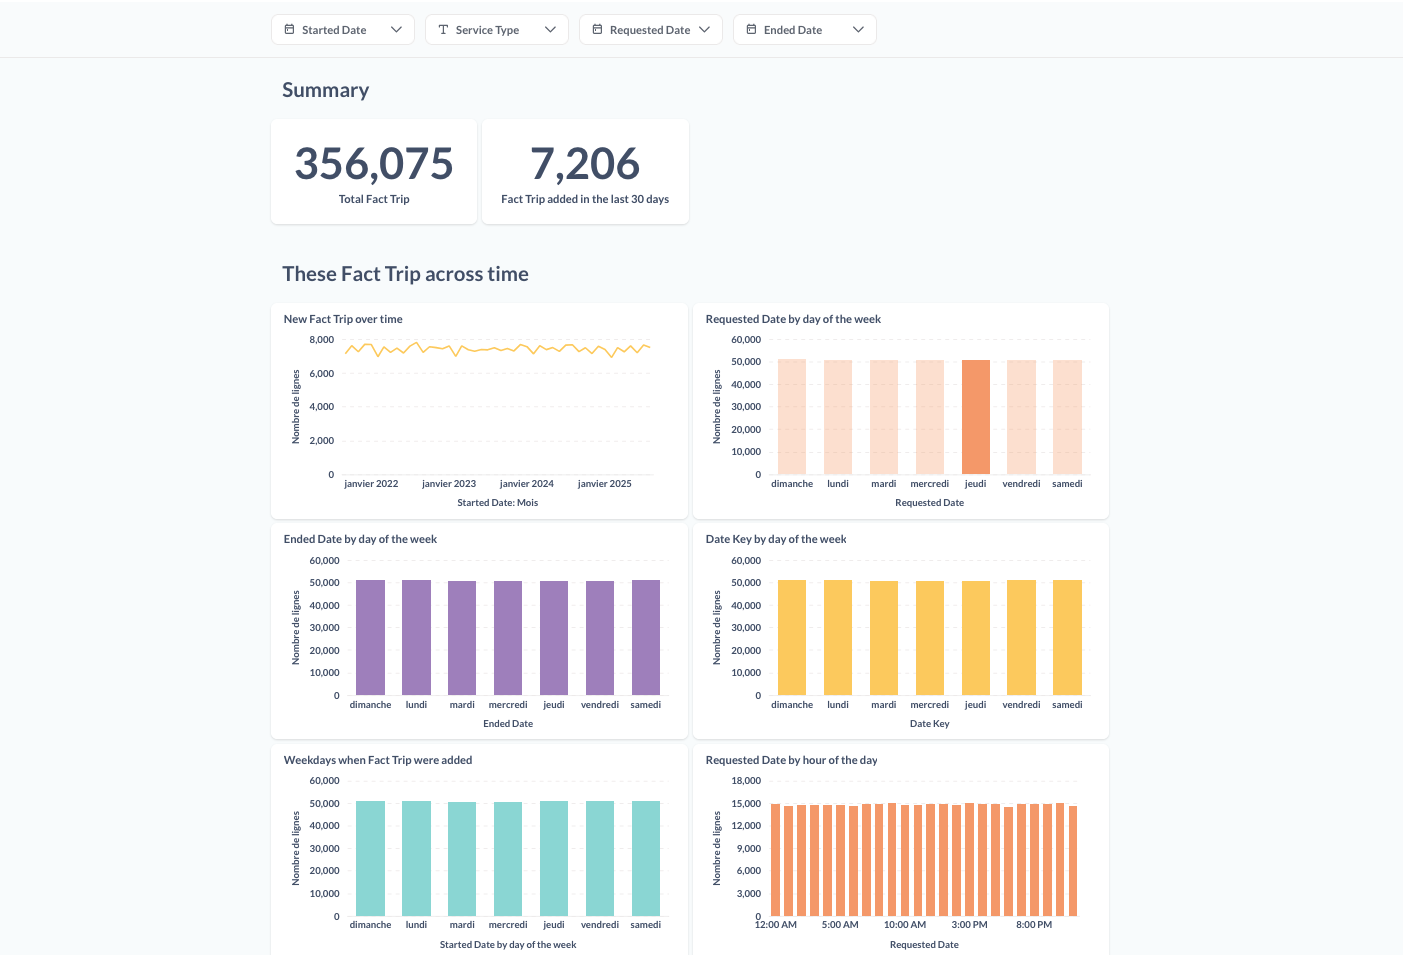 Started Date
Service Type
Requested Date
Ended Date
Summary
356,075
Total Fact Trip
7,206
Fact Trip added in the last 30 days
These Fact Trip across time
New Fact Trip over time
8,000
6,000
4,000
2,000
0
Nombre de lignes
janvier 2022
janvier 2023
janvier 2024
janvier 2025
Started Date: Mois
Requested Date by day of the week
60,000
50,000
40,000
30,000
20,000
10,000
0
Nombre de lignes
dimanche
lundi
mardi
mercredi
jeudi
vendredi
samedi
Requested Date
Ended Date by day of the week
60,000
50,000
40,000
30,000
20,000
10,000
0
Nombre de lignes
dimanche
lundi
mardi
mercredi
jeudi
vendredi
samedi
Ended Date
Date Key by day of the week
60,000
50,000
40,000
30,000
20,000
10,000
0
Nombre de lignes
dimanche
lundi
mardi
mercredi
jeudi
vendredi
samedi
Date Key
Weekdays when Fact Trip were added
60,000
50,000
40,000
30,000
20,000
10,000
0
Nombre de lignes
dimanche
lundi
mardi
mercredi
jeudi
vendredi
samedi
Started Date by day of the week
Requested Date by hour of the day
18,000
15,000
12,000
9,000
6,000
3,000
0
Nombre de lignes
12:00 AM
5:00 AM
10:00 AM
3:00 PM
8:00 PM
Requested Date